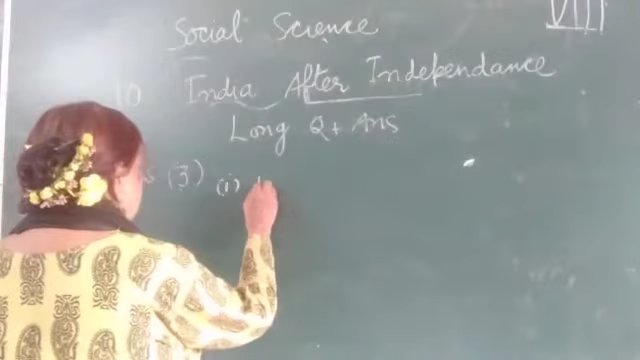 VIII
Social Science
10 India After Independance
Long Q + Ans
s (3) (i)